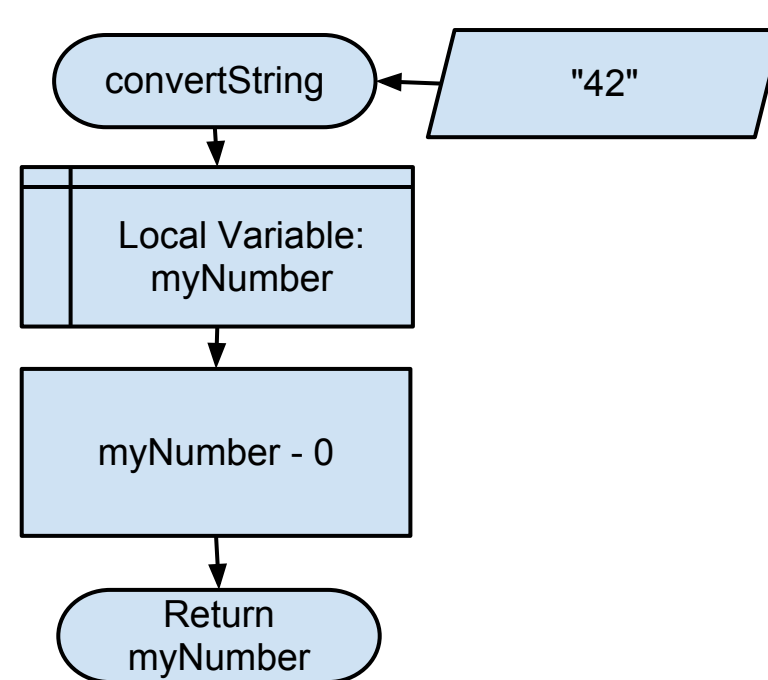 convertString
"42"
Local Variable:
myNumber
myNumber - 0
Return
myNumber